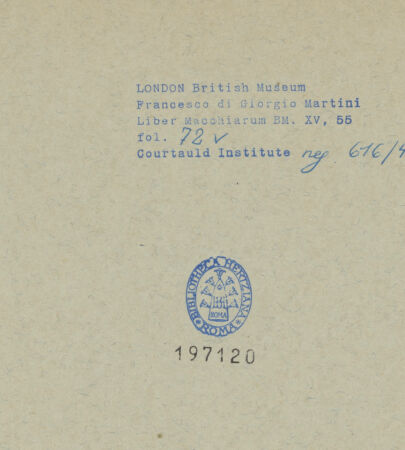 LONDON British Museum
Francesco di Giorgio Martini
Liber Macchiarum BM. XV, 55
fol. 72 v
Courtauld Institute neg 616/4
BIBLIOTHECA HERTZIANA
ROMA
ROMA
197120